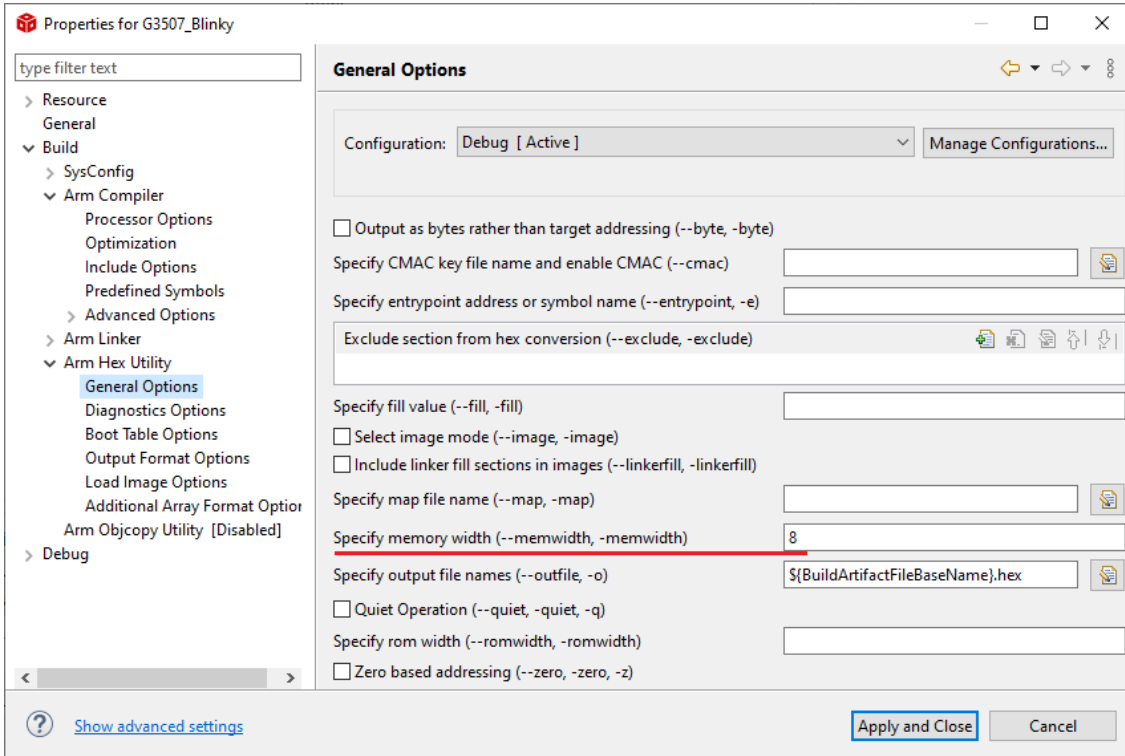 Properties for G3507_Blinky
type filter text
Resource
General
Build
SysConfig
Arm Compiler
Processor Options
Optimization
Include Options
Predefined Symbols
Advanced Options
Arm Linker
Arm Hex Utility
General Options
Diagnostics Options
Boot Table Options
Output Format Options
Load Image Options
Additional Array Format Option
Arm Objcopy Utility [Disabled]
Debug
General Options
Configuration: Debug [ Active ] Manage Configurations...
Output as bytes rather than target addressing (--byte, -byte)
Specify CMAC key file name and enable CMAC (--cmac)
Specify entrypoint address or symbol name (--entrypoint, -e)
Exclude section from hex conversion (--exclude, -exclude)
Specify fill value (--fill, -fill)
Select image mode (--image, -image)
Include linker fill sections in images (--linkerfill, -linkerfill)
Specify map file name (--map, -map)
Specify memory width (--memwidth, -memwidth) 8
Specify output file names (--outfile, -o) ${BuildArtifactFileBaseName}.hex
Quiet Operation (--quiet, -quiet, -q)
Specify rom width (--romwidth, -romwidth)
Zero based addressing (--zero, -zero, -z)
Show advanced settings
Apply and Close Cancel